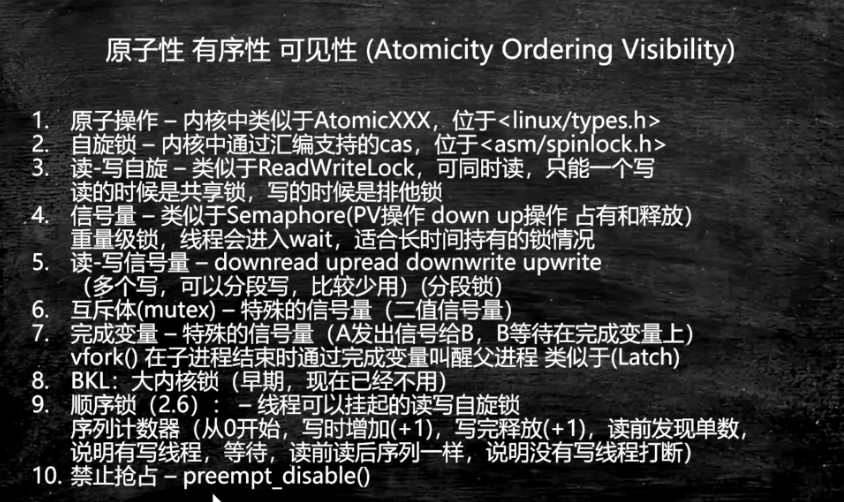 原子性 有序性 可见性 (Atomicity Ordering Visibility)
1. 原子操作 – 内核中类似于AtomicXXX，位于<linux/types.h>
2. 自旋锁 – 内核中通过汇编支持的cas，位于<asm/spinlock.h>
3. 读-写自旋 – 类似于ReadWriteLock，可同时读，只能一个写
读的时候是共享锁，写的时候是排他锁
4. 信号量 – 类似于Semaphore(PV操作 down up操作 占有和释放）
重量级锁，线程会进入wait，适合长时间持有的锁情况
5. 读-写信号量 – downread upread downwrite upwrite
（多个写，可以分段写，比较少用）(分段锁）
6. 互斥体(mutex) – 特殊的信号量（二值信号量）
7. 完成变量 – 特殊的信号量（A发出信号给B，B等待在完成变量上）
vfork() 在子进程结束时通过完成变量叫醒父进程 类似于(Latch)
8. BKL：大内核锁（早期，现在已经不用）
9. 顺序锁（2.6）： – 线程可以挂起的读写自旋锁
序列计数器（从0开始，写时增加(+1)，写完释放(+1)，读前发现单数，
说明有写线程，等待，读前读后序列一样，说明没有写线程打断）
10. 禁止抢占 – preempt_disable()